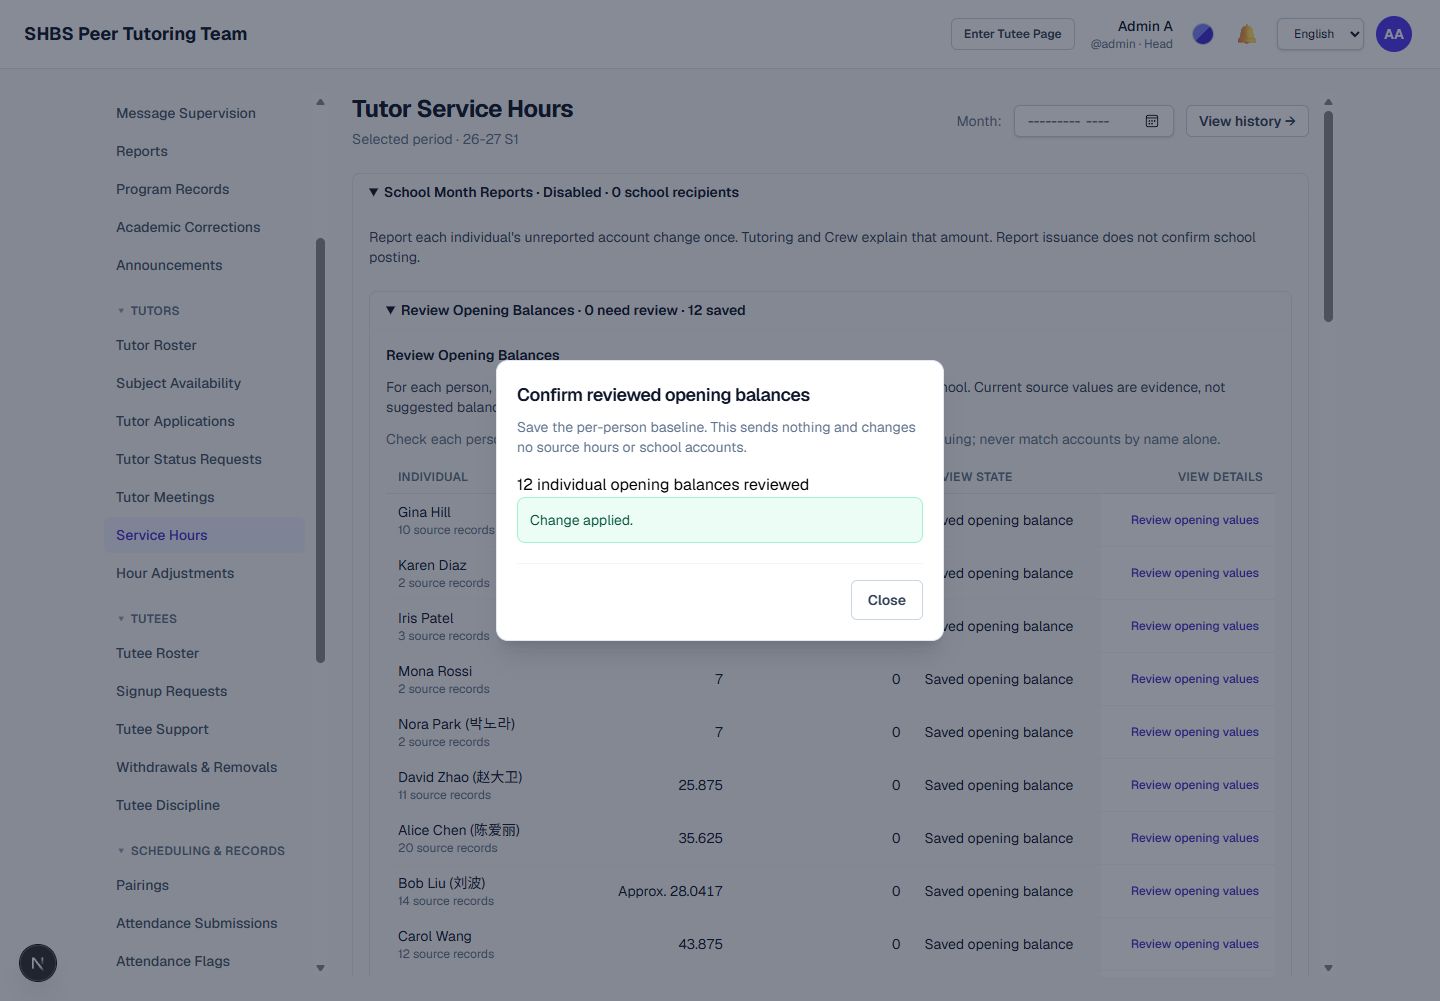 SHBS Peer Tutoring Team
Enter Tutee Page
Admin A
@admin · Head
English
AA
Message Supervision
Reports
Program Records
Academic Corrections
Announcements
TUTORS
Tutor Roster
Subject Availability
Tutor Applications
Tutor Status Requests
Tutor Meetings
Service Hours
Hour Adjustments
TUTEES
Tutee Roster
Signup Requests
Tutee Support
Withdrawals & Removals
Tutee Discipline
SCHEDULING & RECORDS
Pairings
Attendance Submissions
Attendance Flags
N
Tutor Service Hours
Selected period · 26-27 S1
Month:
--------- ----
View history →
▼ School Month Reports · Disabled · 0 school recipients
Report each individual's unreported account change once. Tutoring and Crew explain that amount. Report issuance does not confirm school
posting.
▼ Review Opening Balances · 0 need review · 12 saved
Review Opening Balances
For each person, hool. Current source values are evidence, not
suggested balanc
Check each perso uing; never match accounts by name alone.
INDIVIDUAL VIEW STATE VIEW DETAILS
Gina Hill
10 source records
ved opening balance Review opening values
Karen Diaz
2 source records
ved opening balance Review opening values
Iris Patel
3 source records
ved opening balance Review opening values
Mona Rossi
2 source records
7 0 Saved opening balance Review opening values
Nora Park (박노라)
2 source records
7 0 Saved opening balance Review opening values
David Zhao (赵大卫)
11 source records
25.875 0 Saved opening balance Review opening values
Alice Chen (陈爱丽)
20 source records
35.625 0 Saved opening balance Review opening values
Bob Liu (刘波)
14 source records
Approx. 28.0417 0 Saved opening balance Review opening values
Carol Wang
12 source records
43.875 0 Saved opening balance Review opening values
Confirm reviewed opening balances
Save the per-person baseline. This sends nothing and changes
no source hours or school accounts.
12 individual opening balances reviewed
Change applied.
Close